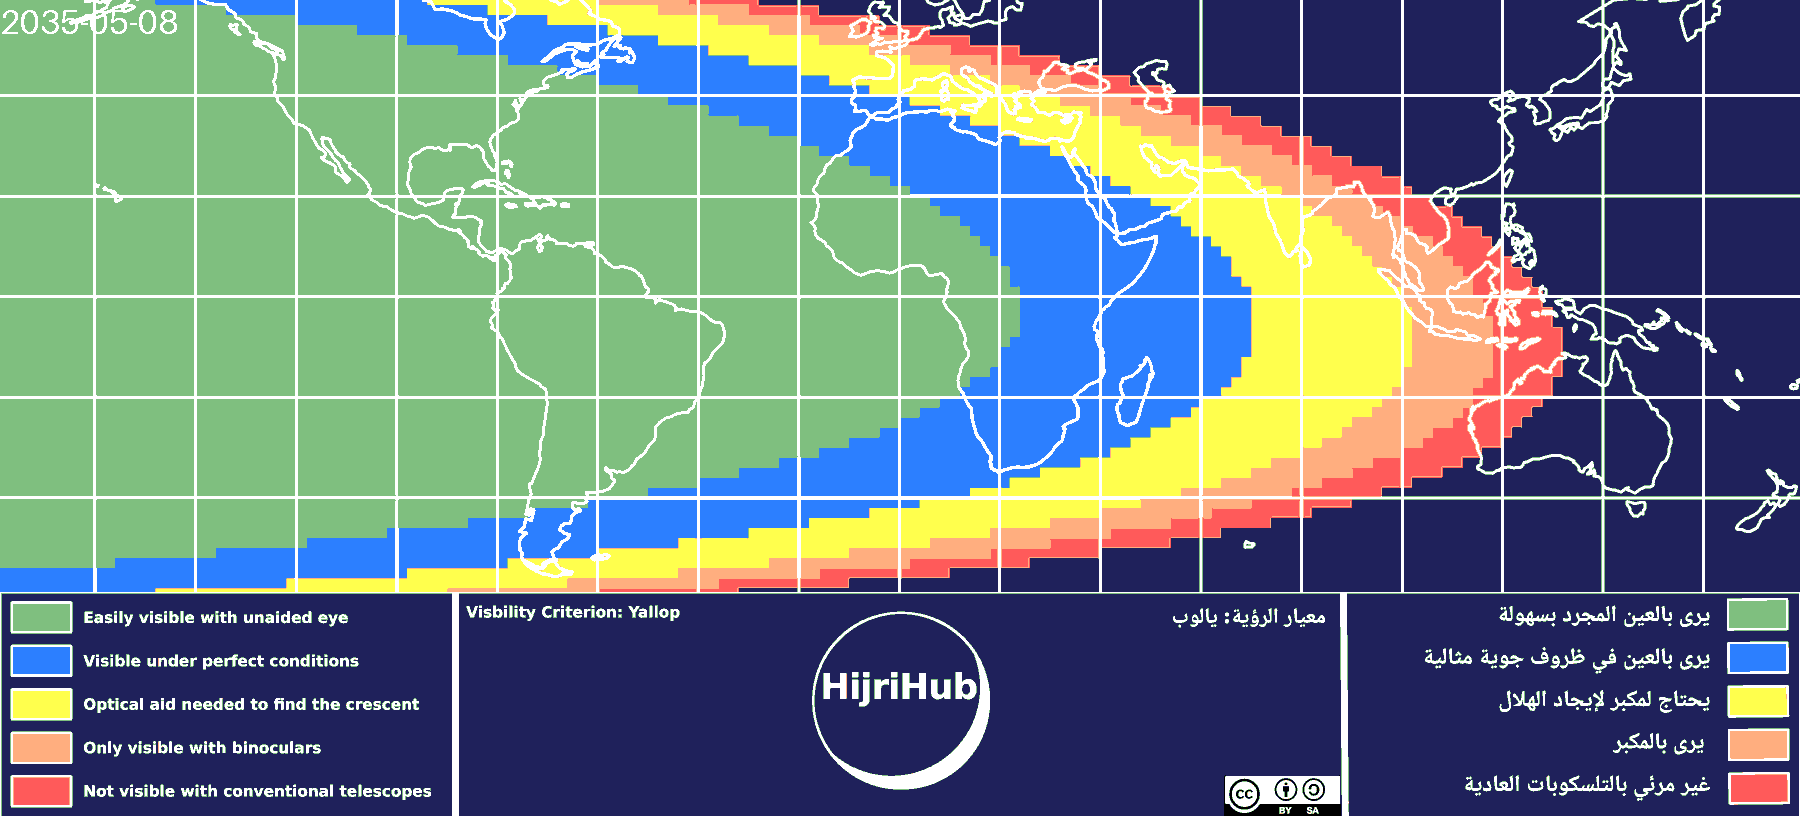 2035-05-08
Easily visible with unaided eye
Visible under perfect conditions
Optical aid needed to find the crescent
Only visible with binoculars
Not visible with conventional telescopes
Visbility Criterion: Yallop
معيار الرؤية: يالوب
HijriHub
cc
BY SA
يرى بالعين المجرد بسهولة
يرى بالعين في ظروف جوية مثالية
يحتاج لمكبر لإيجاد الهلال
يرى بالمكبر
غير مرئي بالتلسكوبات العادية